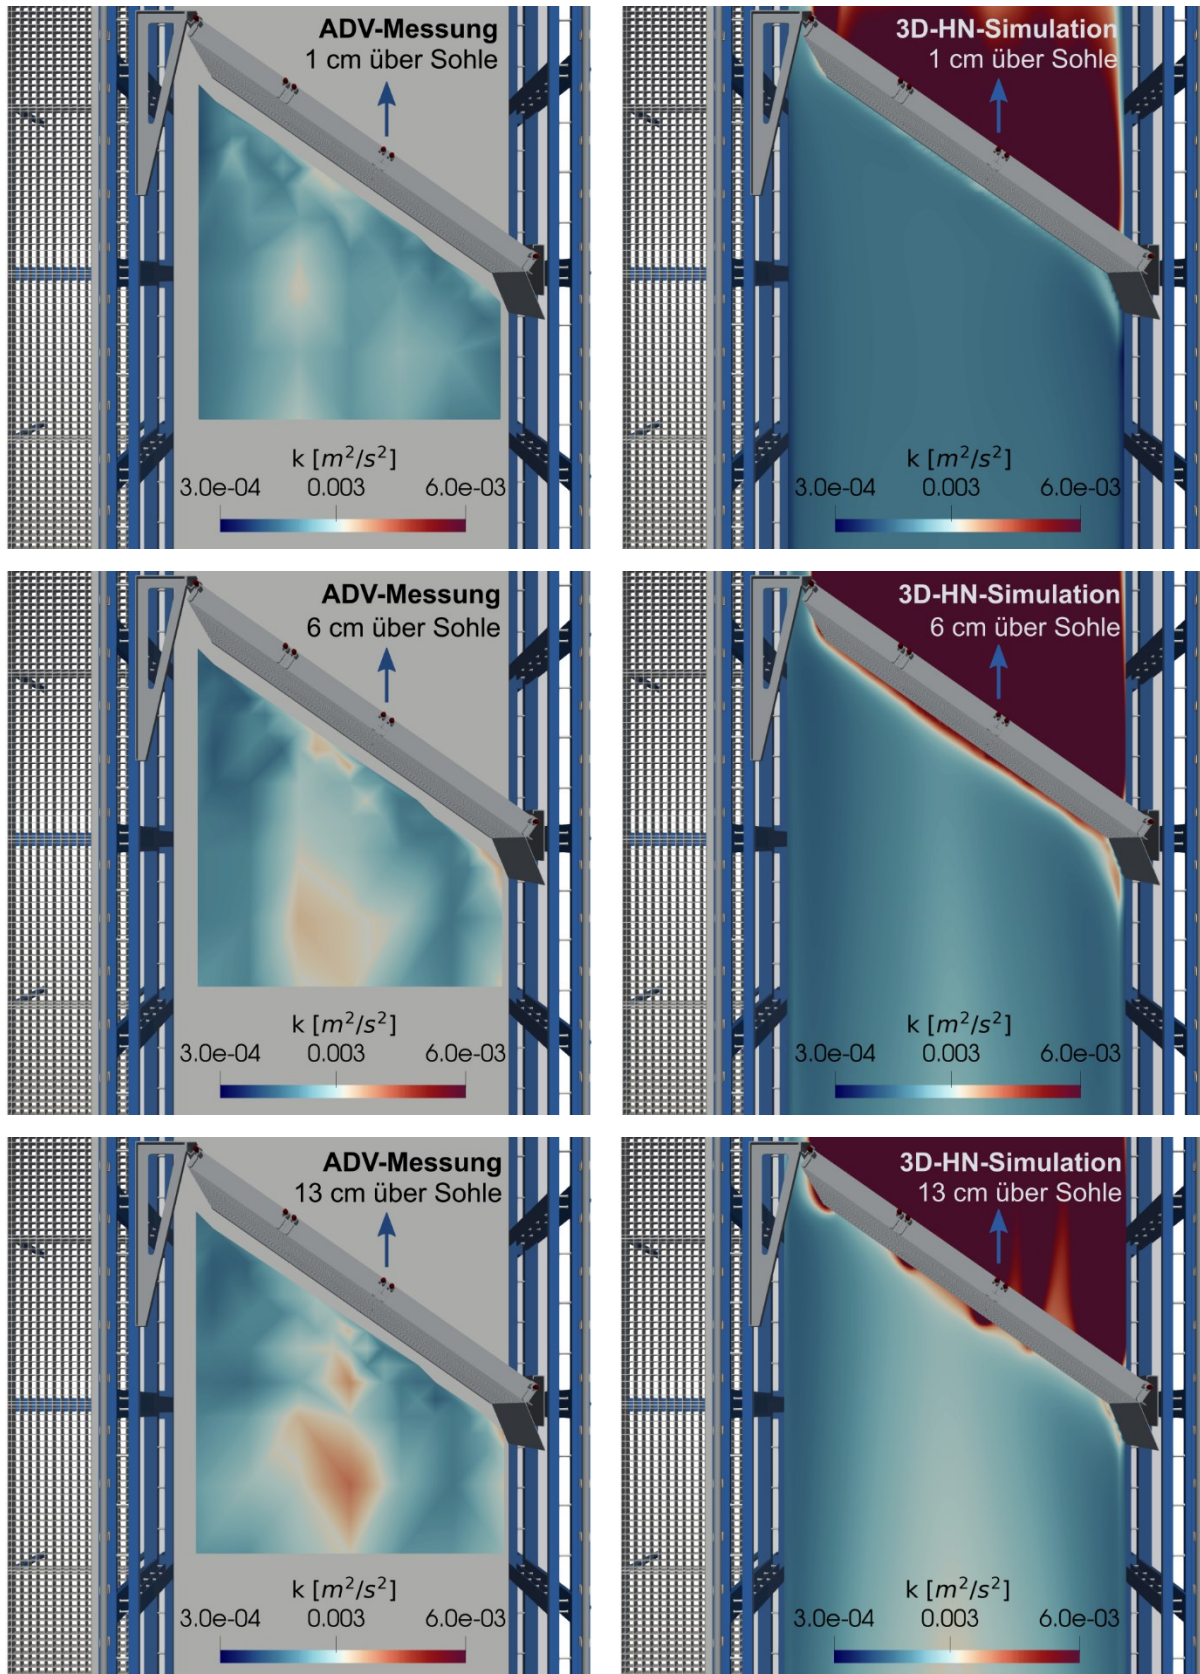 ADV-Messung
1 cm über Sohle
k [m²/s²]
3.0e-04 0.003 6.0e-03
3D-HN-Simulation
1 cm über Sohle
k [m²/s²]
3.0e-04 0.003 6.0e-03
ADV-Messung
6 cm über Sohle
k [m²/s²]
3.0e-04 0.003 6.0e-03
3D-HN-Simulation
6 cm über Sohle
k [m²/s²]
3.0e-04 0.003 6.0e-03
ADV-Messung
13 cm über Sohle
k [m²/s²]
3.0e-04 0.003 6.0e-03
3D-HN-Simulation
13 cm über Sohle
k [m²/s²]
3.0e-04 0.003 6.0e-03